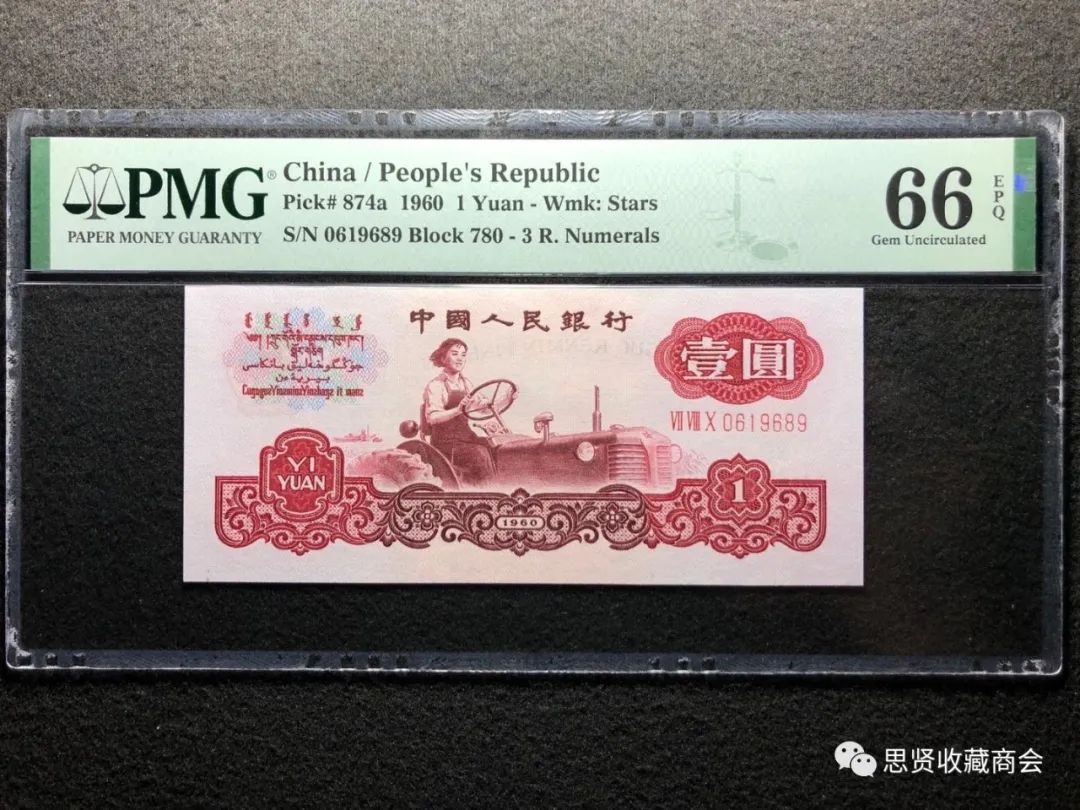 PMG®
PAPER MONEY GUARANTY
China / People's Republic
Pick# 874a 1960 1 Yuan - Wmk: Stars
S/N 0619689 Block 780 - 3 R. Numerals
66
EPQ
Gem Uncirculated
中國人民銀行
壹圓
VII VIII X 0619689
YI
YUAN
1
1960
思贤收藏商会